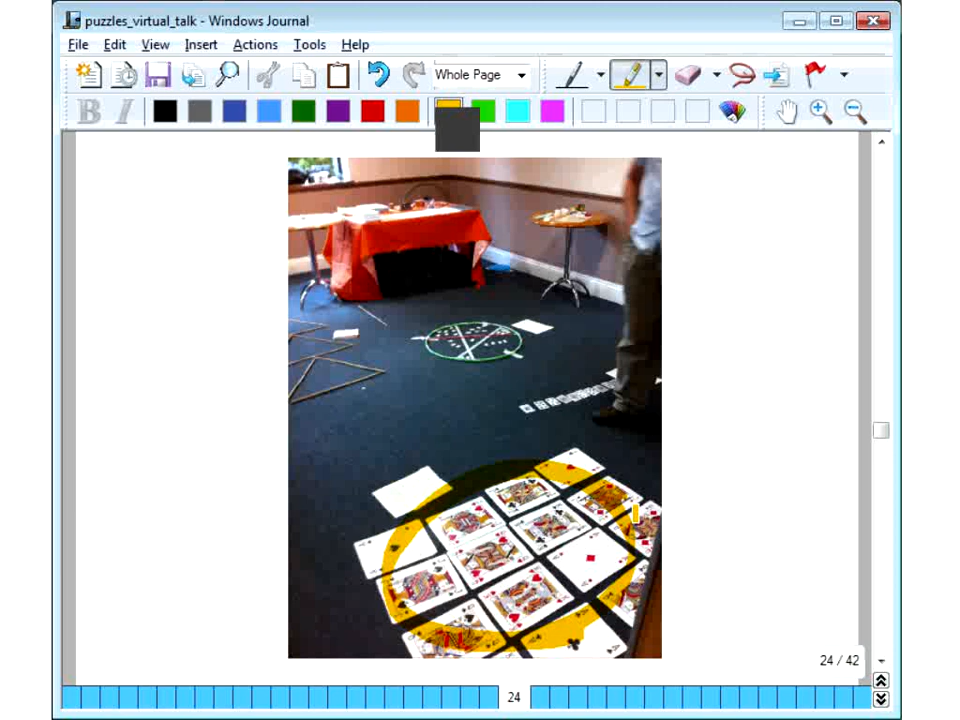 puzzles_virtual_talk - Windows Journal
File Edit View Insert Actions Tools Help
Whole Page
B I
24 / 42
24